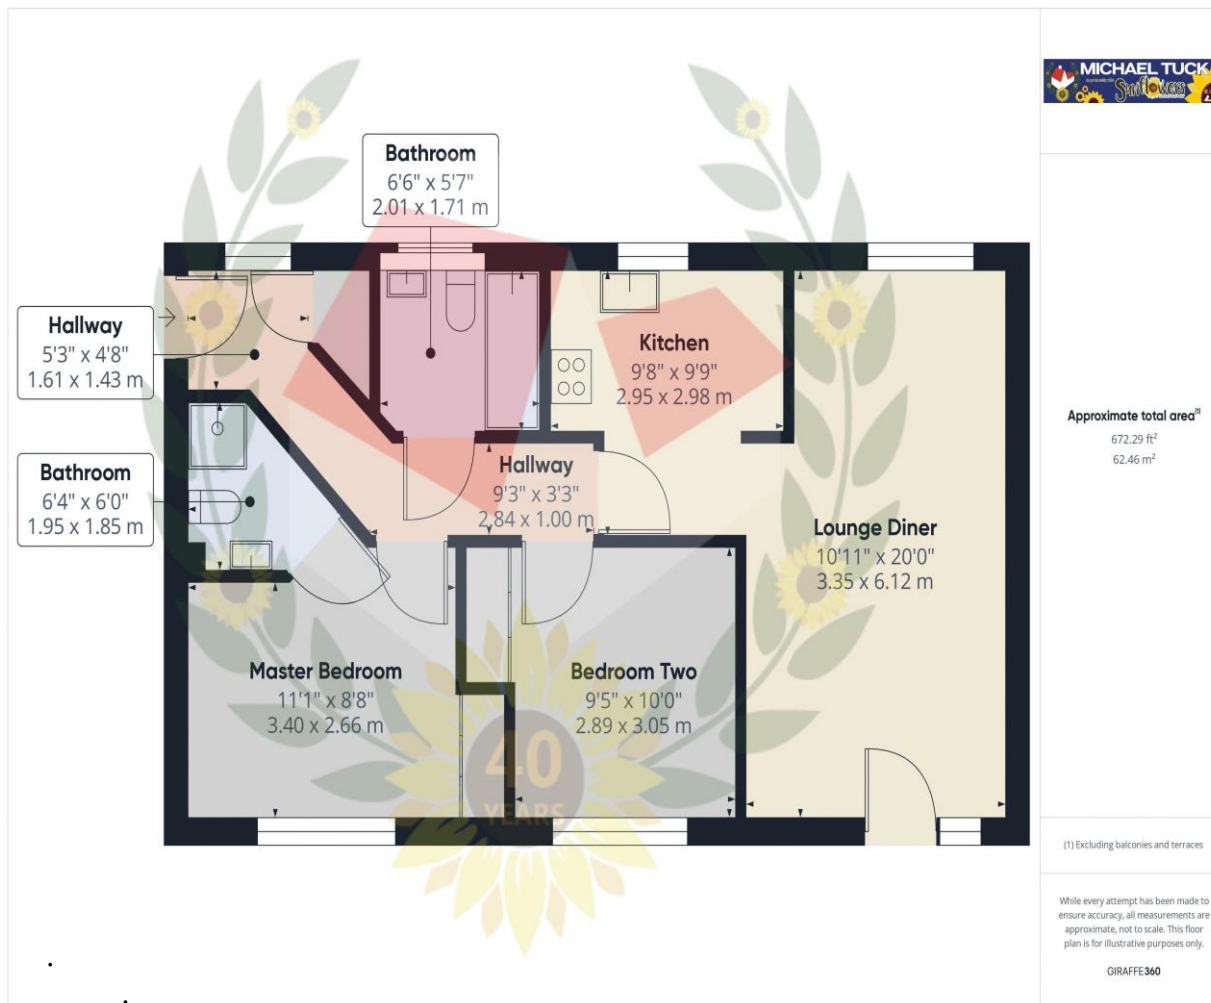 MICHAEL TUCK
Sunflowers
Bathroom
6'6" x 5'7"
2.01 x 1.71 m
Hallway
5'3" x 4'8"
1.61 x 1.43 m
Kitchen
9'8" x 9'9"
2.95 x 2.98 m
Bathroom
6'4" x 6'0"
1.95 x 1.85 m
Hallway
9'3" x 3'3"
2.84 x 1.00 m
Lounge Diner
10'11" x 20'0"
3.35 x 6.12 m
Master Bedroom
11'1" x 8'8"
3.40 x 2.66 m
Bedroom Two
9'5" x 10'0"
2.89 x 3.05 m
40
YEARS
Approximate total area⁽¹⁾
672.29 ft²
62.46 m²
(1) Excluding balconies and terraces
While every attempt has been made to
ensure accuracy, all measurements are
approximate, not to scale. This floor
plan is for illustrative purposes only.
GIRAFFE360